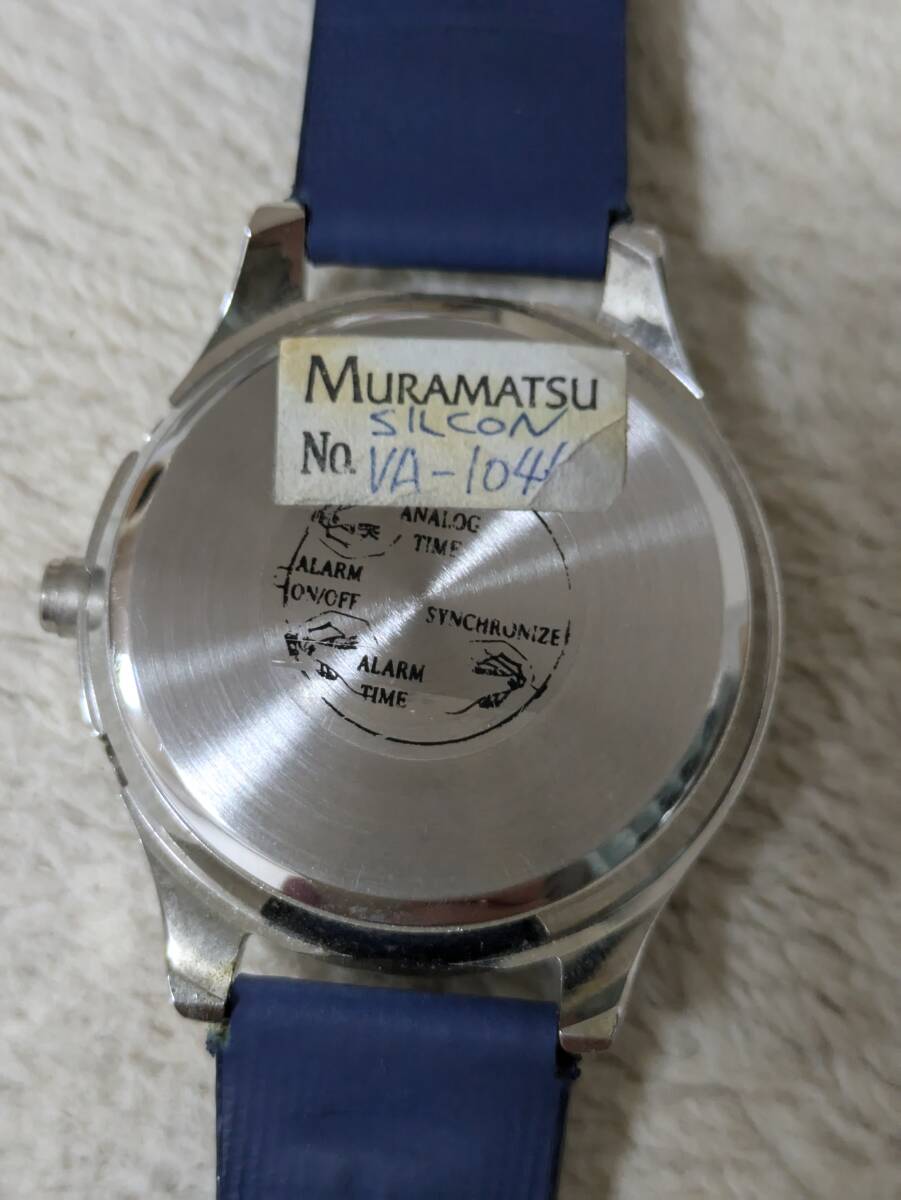 MURAMATSU
SILCON
No. VA-104
ANALOG
TIME
ALARM
ON/OFF
SYNCHRONIZE
ALARM
TIME